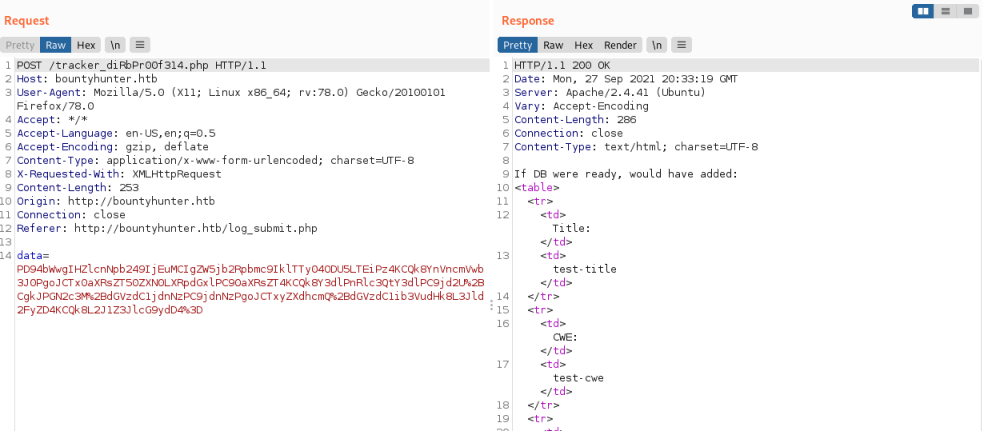 Request
Pretty Raw Hex \n
1 POST /tracker_diRbPr00f314.php HTTP/1.1
2 Host: bountyhunter.htb
3 User-Agent: Mozilla/5.0 (X11; Linux x86_64; rv:78.0) Gecko/20100101
Firefox/78.0
4 Accept: */*
5 Accept-Language: en-US,en;q=0.5
6 Accept-Encoding: gzip, deflate
7 Content-Type: application/x-www-form-urlencoded; charset=UTF-8
8 X-Requested-With: XMLHttpRequest
9 Content-Length: 253
10 Origin: http://bountyhunter.htb
11 Connection: close
12 Referer: http://bountyhunter.htb/log_submit.php
13
14 data=
PD94bWwgIHZlcnNpb249IjEuMCIgZW5jb2Rpbmc9IklTTy04ODU5LTEiPz4KCQk8YnVncmVwb
3J0PgoJCTx0aXRsZT50ZXN0LXRpdGxlPC90aXRsZT4KCQk8Y3dlPnRlc3QtY3dlPC9jd2U%2B
CgkJPGN2c3M%2BdGVzdC1jdnNzPC9jdnNzPgoJCTxyZXdhcmQ%2BdGVzdC1ib3VudHk8L3Jld
2FyZD4KCQk8L2J1Z3JlcG9ydD4%3D
Response
Pretty Raw Hex Render \n
1 HTTP/1.1 200 OK
2 Date: Mon, 27 Sep 2021 20:33:19 GMT
3 Server: Apache/2.4.41 (Ubuntu)
4 Vary: Accept-Encoding
5 Content-Length: 286
6 Connection: close
7 Content-Type: text/html; charset=UTF-8
8
9 If DB were ready, would have added:
10 <table>
11 <tr>
12 <td>
Title:
</td>
13 <td>
test-title
</td>
14 </tr>
15 <tr>
16 <td>
CWE:
</td>
17 <td>
test-cwe
</td>
18 </tr>
19 <tr>